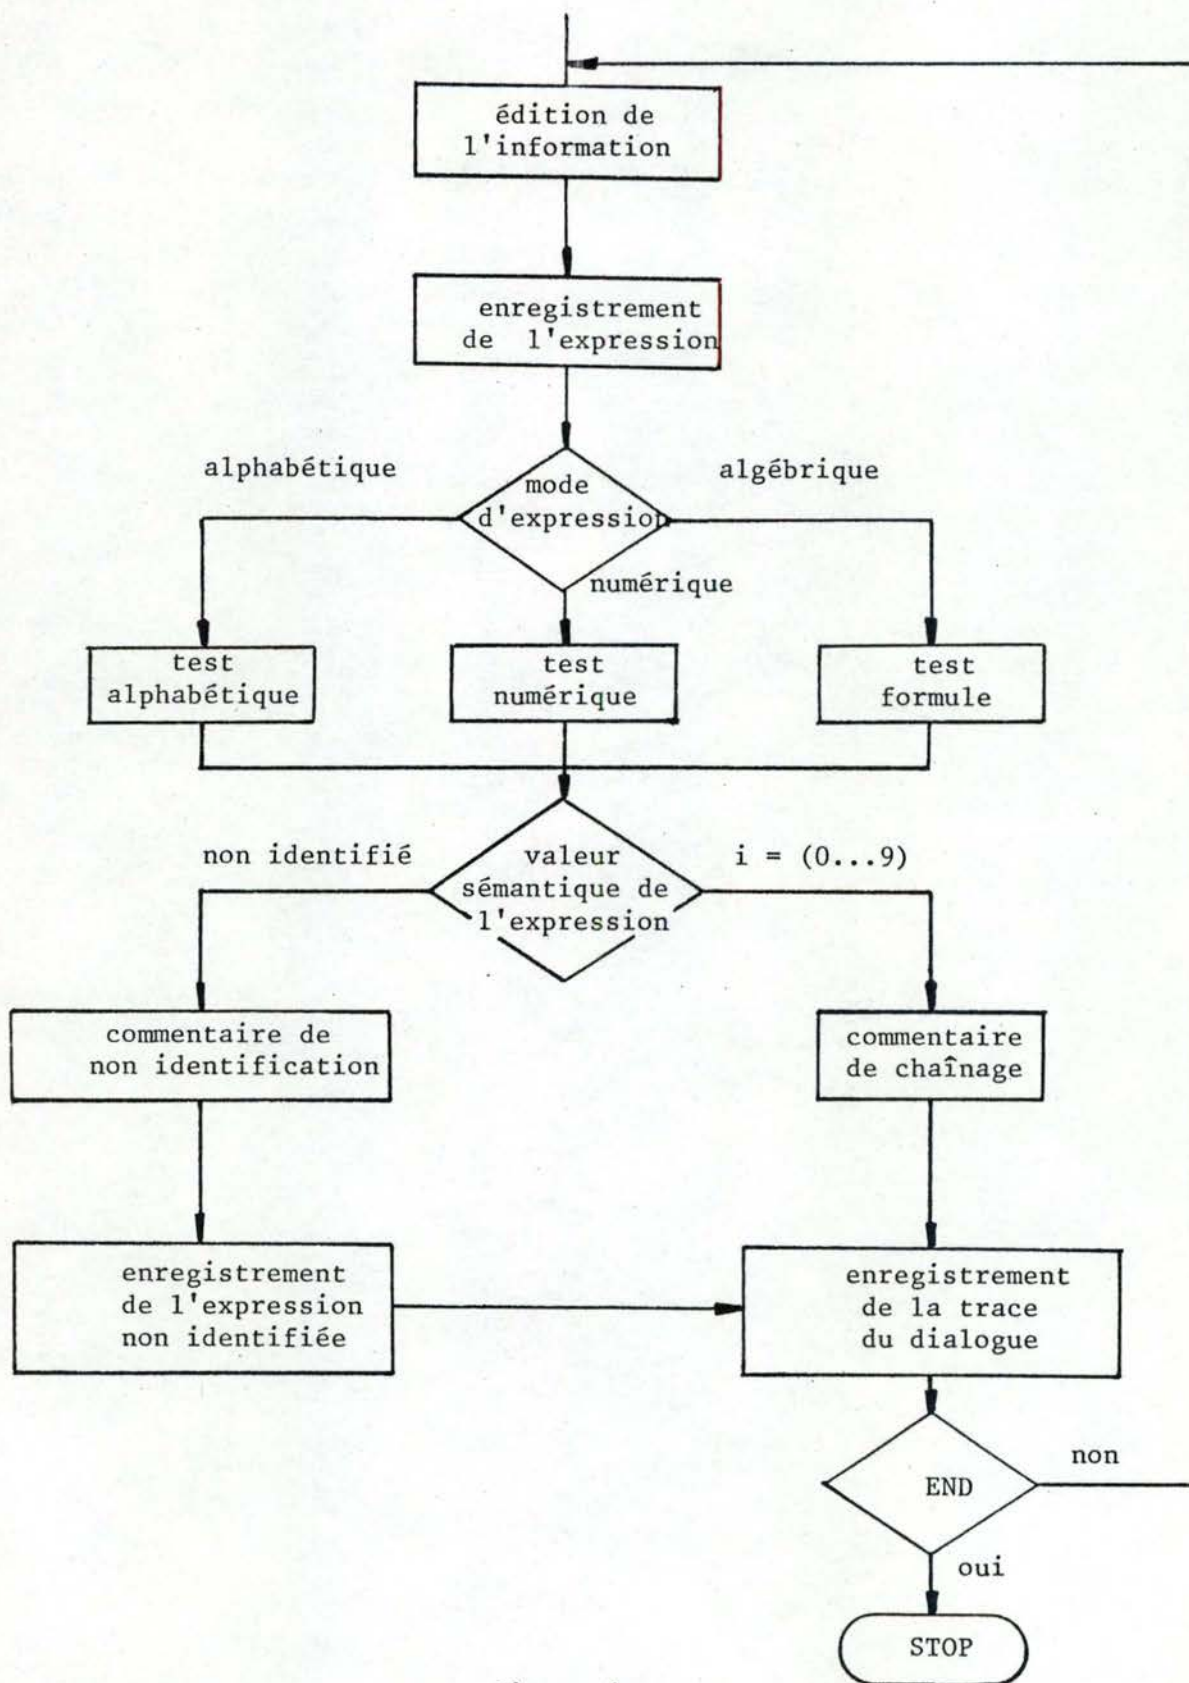 édition de
l'information
enregistrement
de l'expression
alphabétique
mode
d'expression
algébrique
numérique
test
alphabétique
test
numérique
test
formule
non identifié
valeur
sémantique de
l'expression
i = (0...9)
commentaire de
non identification
commentaire
de chaînage
enregistrement
de l'expression
non identifiée
enregistrement
de la trace
du dialogue
END
non
oui
STOP